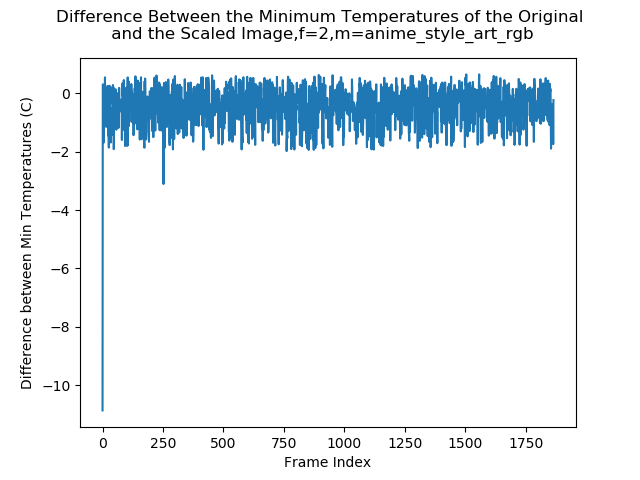 Difference Between the Minimum Temperatures of the Original
and the Scaled Image,f=2,m=anime_style_art_rgb
Difference between Min Temperatures (C)
0
−2
−4
−6
−8
−10
0 250 500 750 1000 1250 1500 1750
Frame Index